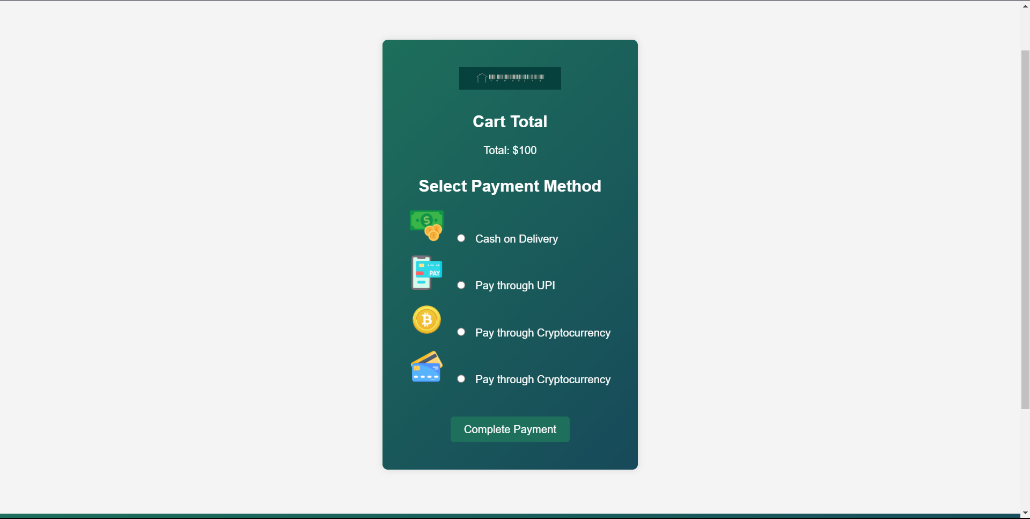 Cart Total
Total: $100
Select Payment Method
Cash on Delivery
PAY
Pay through UPI
Pay through Cryptocurrency
Pay through Cryptocurrency
Complete Payment